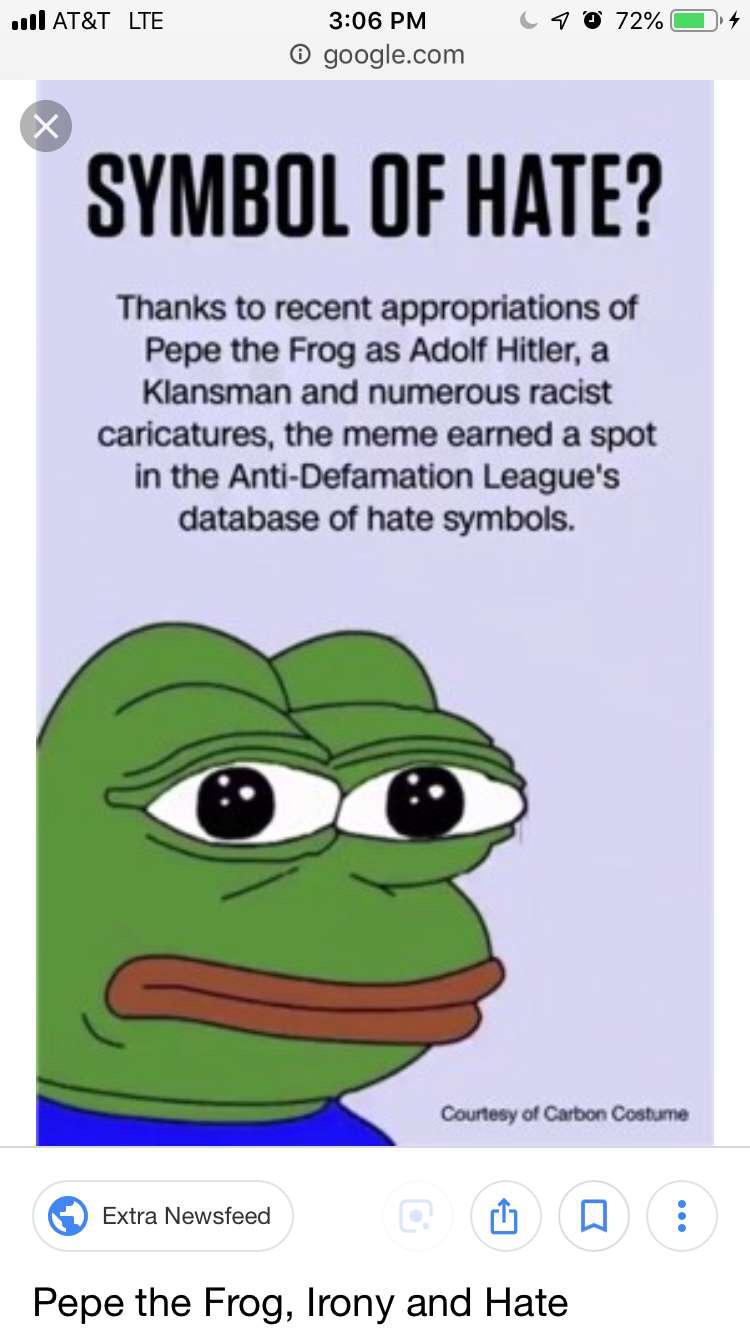 AT&T LTE 3:06 PM 72%
google.com
SYMBOL OF HATE?
Thanks to recent appropriations of
Pepe the Frog as Adolf Hitler, a
Klansman and numerous racist
caricatures, the meme earned a spot
in the Anti-Defamation League's
database of hate symbols.
Courtesy of Carbon Costume
Extra Newsfeed
Pepe the Frog, Irony and Hate